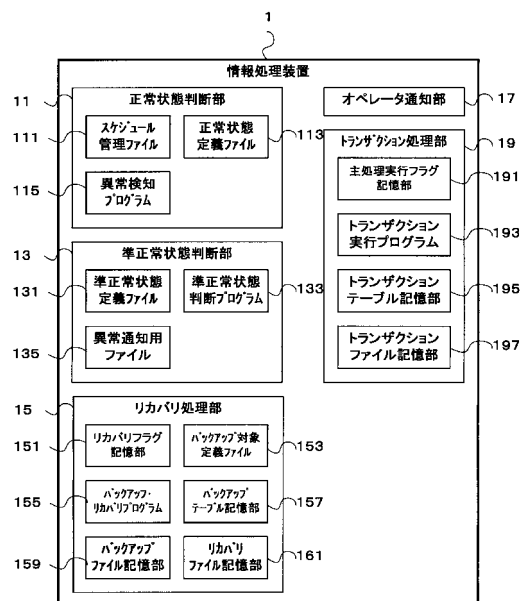 1
情報処理装置
11
正常状態判断部
111
スケジュール
管理ファイル
正常状態
定義ファイル
113
115
異常検知
プログラム
オペレータ通知部
17
トランザクション処理部
19
主処理実行フラグ
記憶部
191
トランザクション
実行プログラム
193
トランザクション
テーブル記憶部
195
トランザクション
ファイル記憶部
197
13
準正常状態判断部
131
準正常状態
定義ファイル
準正常状態
判断プログラム
133
135
異常通知用
ファイル
15
リカバリ処理部
151
リカバリフラグ
記憶部
バックアップ対象
定義ファイル
153
155
バックアップ・
リカバリプログラム
バックアップ
テーブル記憶部
157
159
バックアップ
ファイル記憶部
リカバリ
ファイル記憶部
161